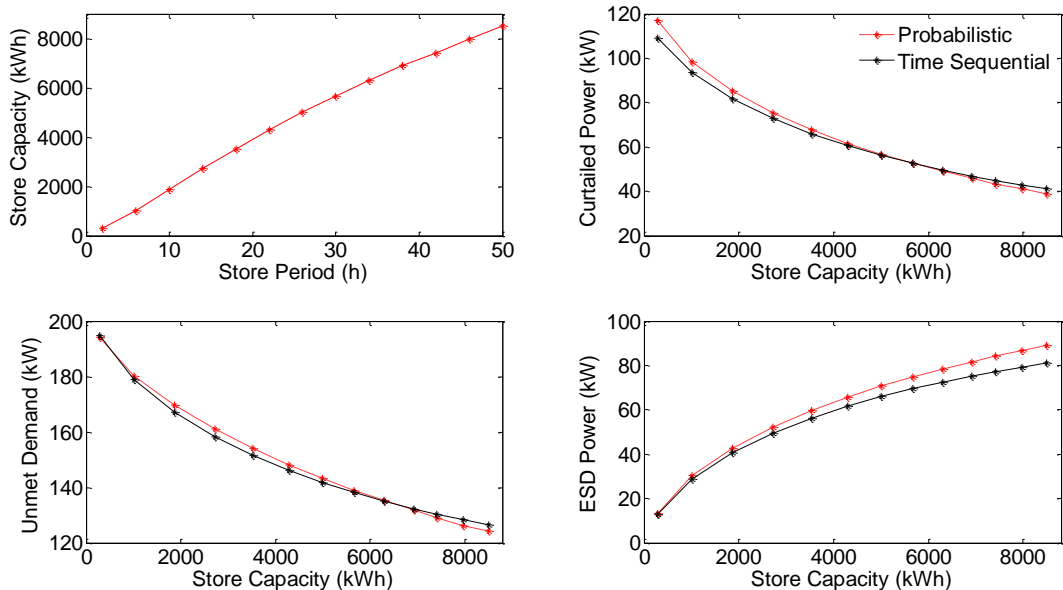 8000
6000
4000
2000
0
Store Capacity (kWh)
0 10 20 30 40 50
Store Period (h)
120
100
80
60
40
20
Curtailed Power (kW)
Probabilistic
Time Sequential
0 2000 4000 6000 8000
Store Capacity (kWh)
200
180
160
140
120
Unmet Demand (kW)
0 2000 4000 6000 8000
Store Capacity (kWh)
100
80
60
40
20
0
ESD Power (kW)
0 2000 4000 6000 8000
Store Capacity (kWh)